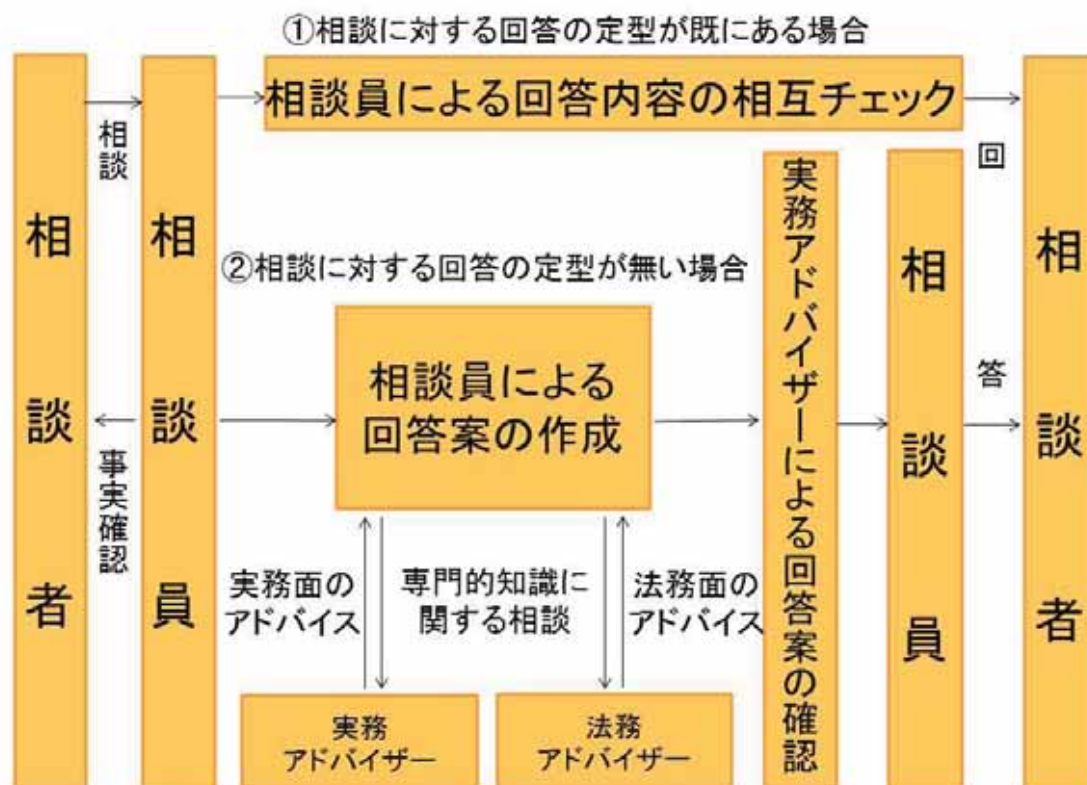 ①相談に対する回答の定型が既にある場合
相談者
相談
事実確認
相談員
相談員による回答内容の相互チェック
②相談に対する回答の定型が無い場合
相談員による
回答案の作成
実務面の
アドバイス
専門的知識に
関する相談
法務面の
アドバイス
実務
アドバイザー
法務
アドバイザー
実務アドバイザーによる回答案の確認
相談員
回答
相談者